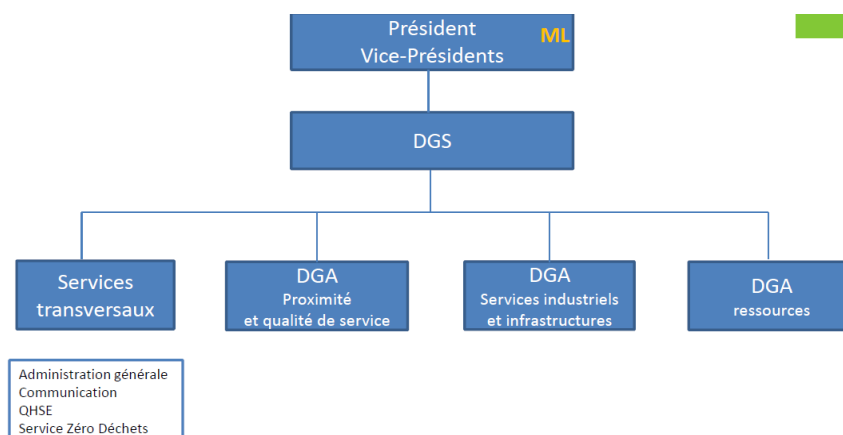 Président
ML
Vice-Présidents
DGS
Services
transversaux
DGA
Proximité
et qualité de service
DGA
Services industriels
et infrastructures
DGA
ressources
Administration générale
Communication
QHSE
Service Zéro Déchets